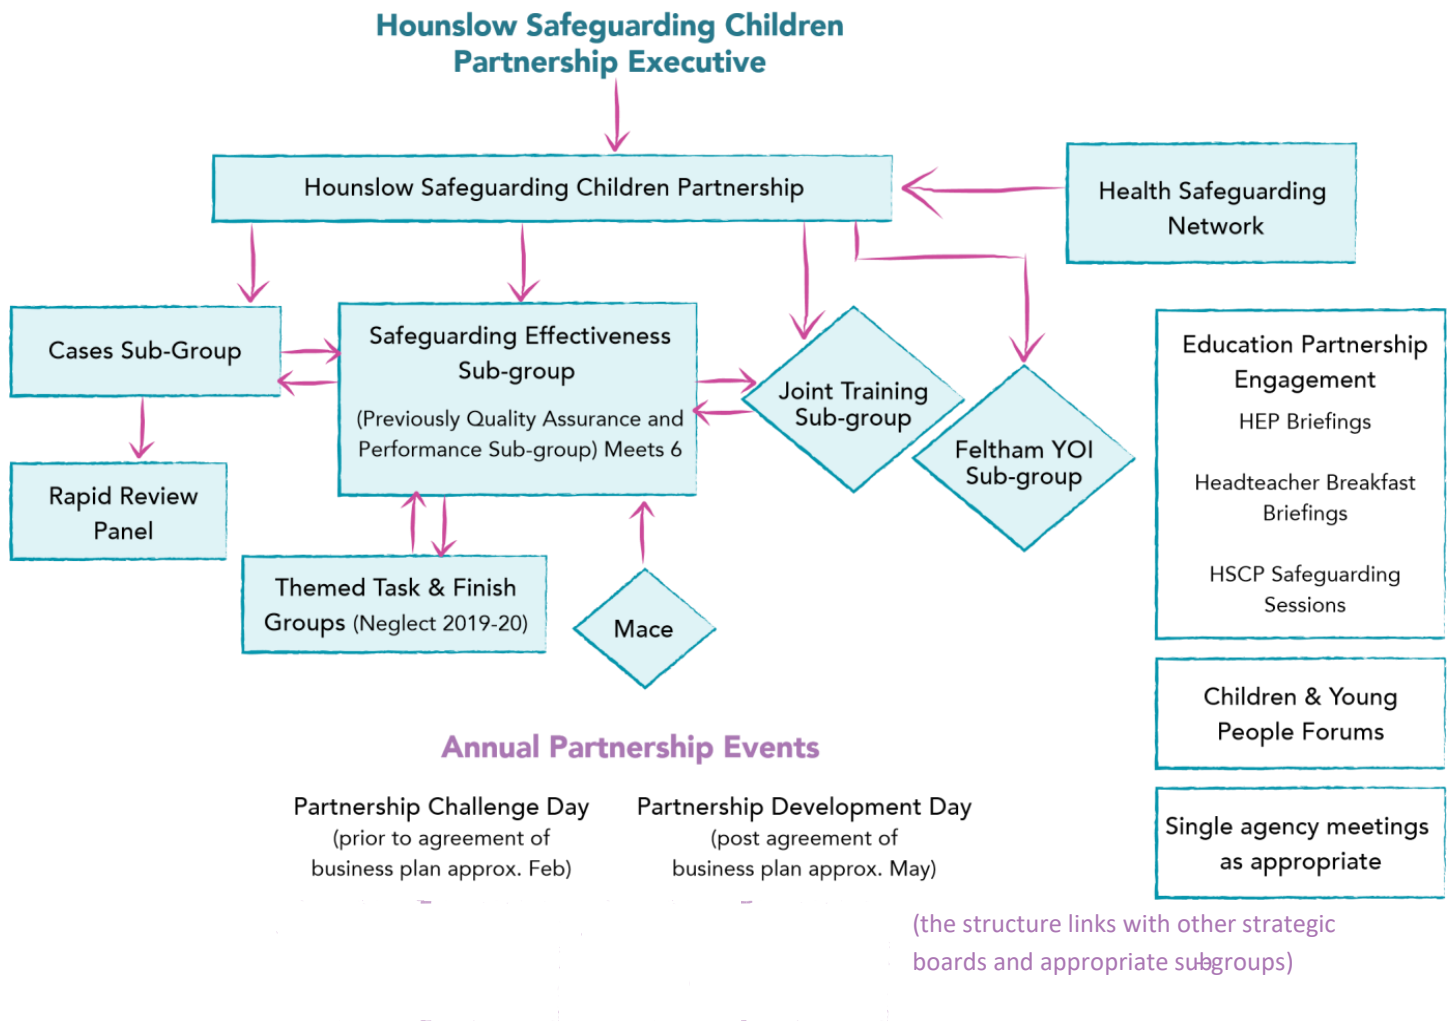 Hounslow Safeguarding Children
Partnership Executive
Hounslow Safeguarding Children Partnership
Health Safeguarding
Network
Cases Sub-Group
Safeguarding Effectiveness
Sub-group
(Previously Quality Assurance and
Performance Sub-group) Meets 6
Joint Training
Sub-group
Feltham YOI
Sub-group
Education Partnership
Engagement
HEP Briefings
Headteacher Breakfast
Briefings
HSCP Safeguarding
Sessions
Rapid Review
Panel
Themed Task & Finish
Groups (Neglect 2019-20)
Mace
Children & Young
People Forums
Single agency meetings
as appropriate
Annual Partnership Events
Partnership Challenge Day
(prior to agreement of
business plan approx. Feb)
Partnership Development Day
(post agreement of
business plan approx. May)
(the structure links with other strategic
boards and appropriate sub-groups)